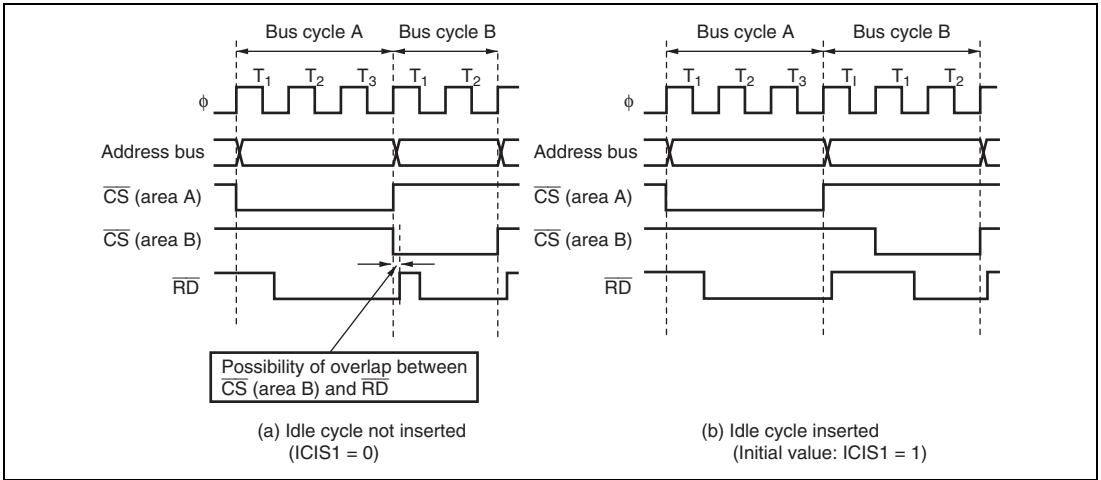 Bus cycle A Bus cycle B
T1 T2 T3 T1 T2
φ
Address bus
CS (area A)
CS (area B)
RD
Possibility of overlap between
CS (area B) and RD
(a) Idle cycle not inserted
(ICIS1 = 0)
Bus cycle A Bus cycle B
T1 T2 T3 TI T1 T2
φ
Address bus
CS (area A)
CS (area B)
RD
(b) Idle cycle inserted
(Initial value: ICIS1 = 1)